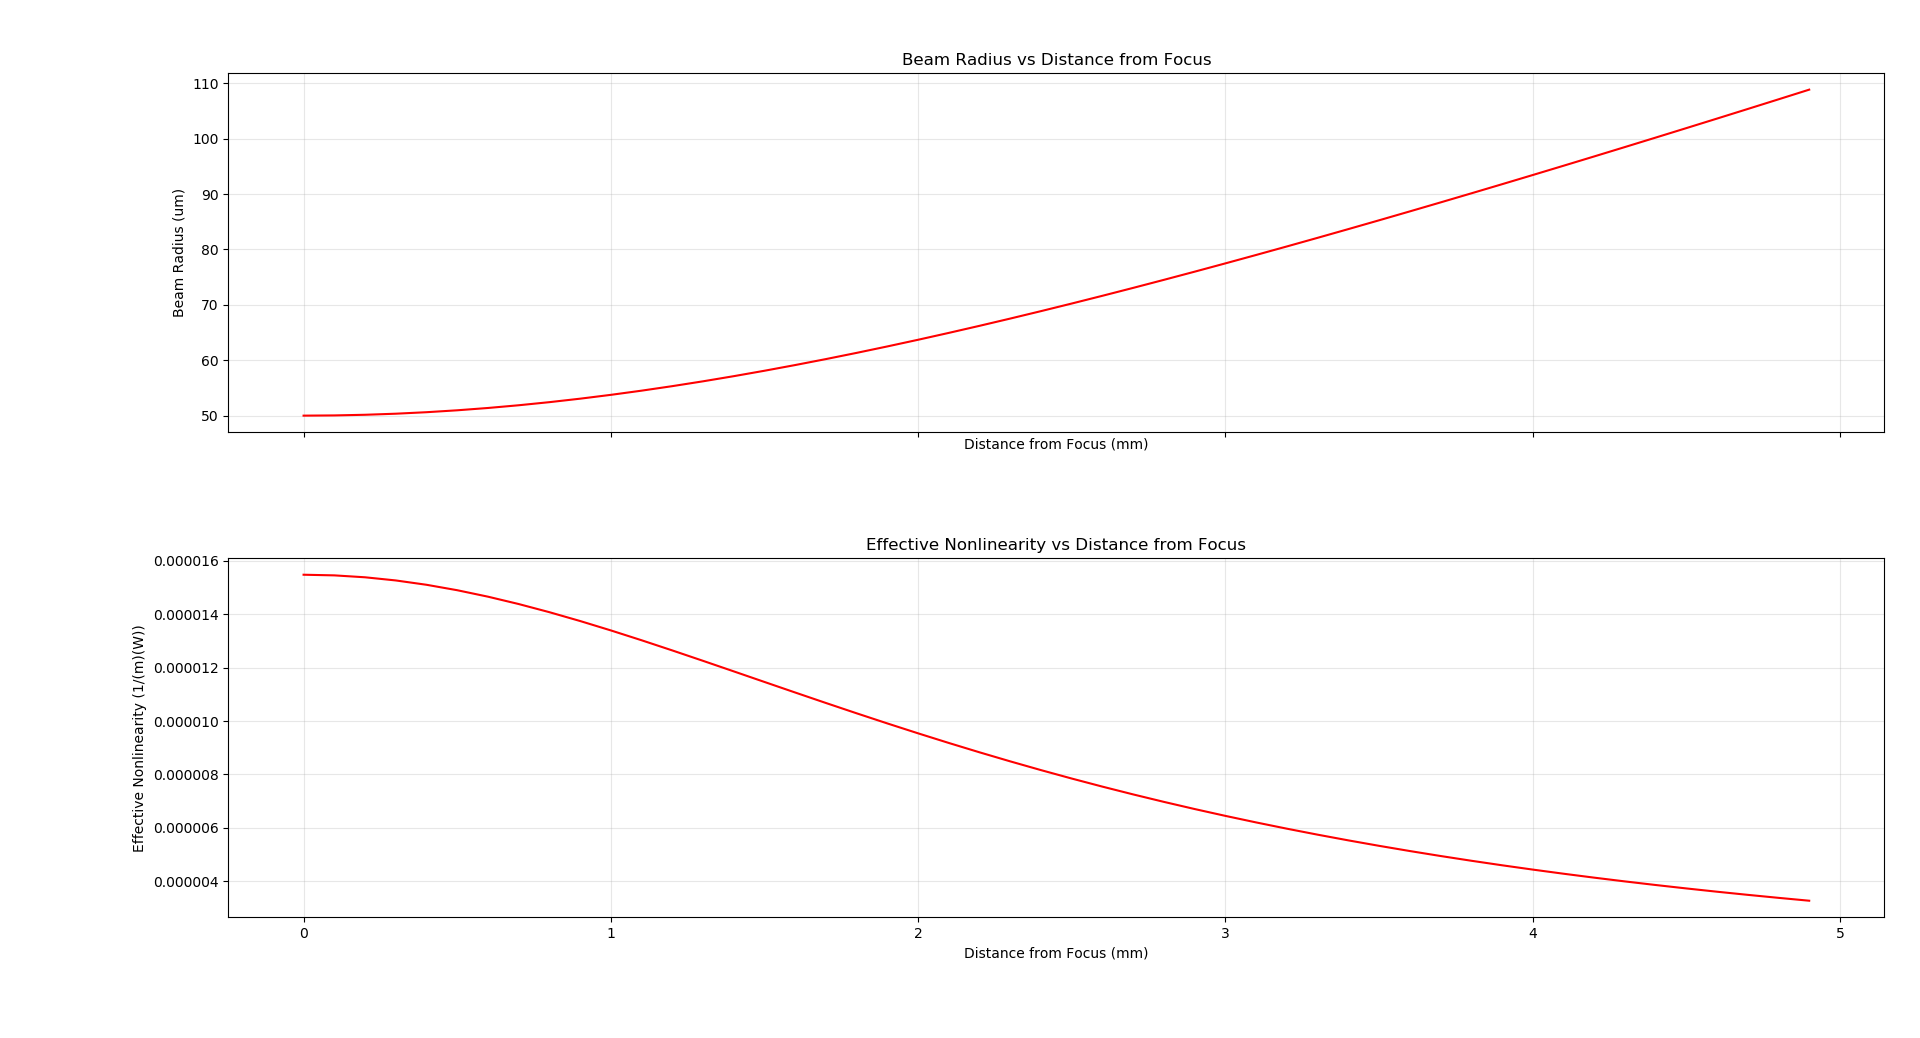 Beam Radius vs Distance from Focus
110
100
90
80
70
60
50
Beam Radius (um)
Distance from Focus (mm)
Effective Nonlinearity vs Distance from Focus
0.000016
0.000014
0.000012
0.000010
0.000008
0.000006
0.000004
Effective Nonlinearity (1/(m)(W))
0 1 2 3 4 5
Distance from Focus (mm)